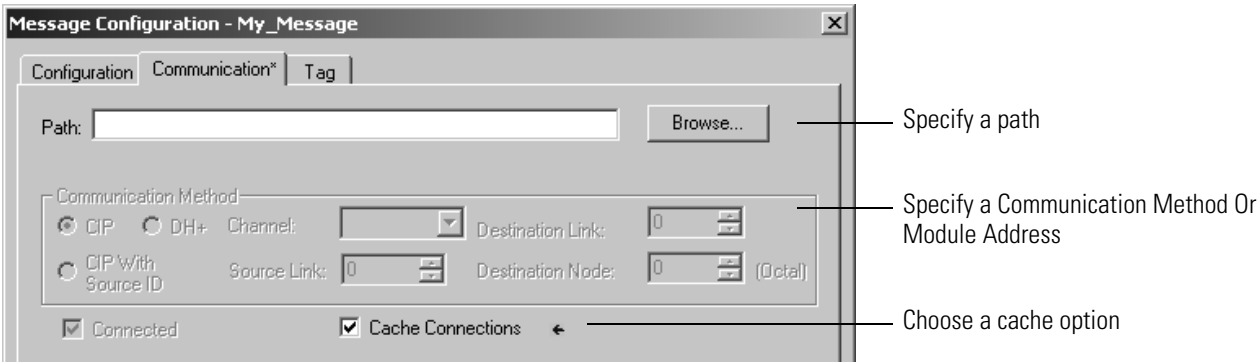 Message Configuration - My_Message
Configuration Communication* Tag
Path: Browse... Specify a path
Communication Method
Specify a Communication Method Or
Module Address
CIP DH+ Channel: Destination Link: 0
CIP With
Source ID
Source Link: 0 Destination Node: 0 (Octal)
Connected Cache Connections Choose a cache option